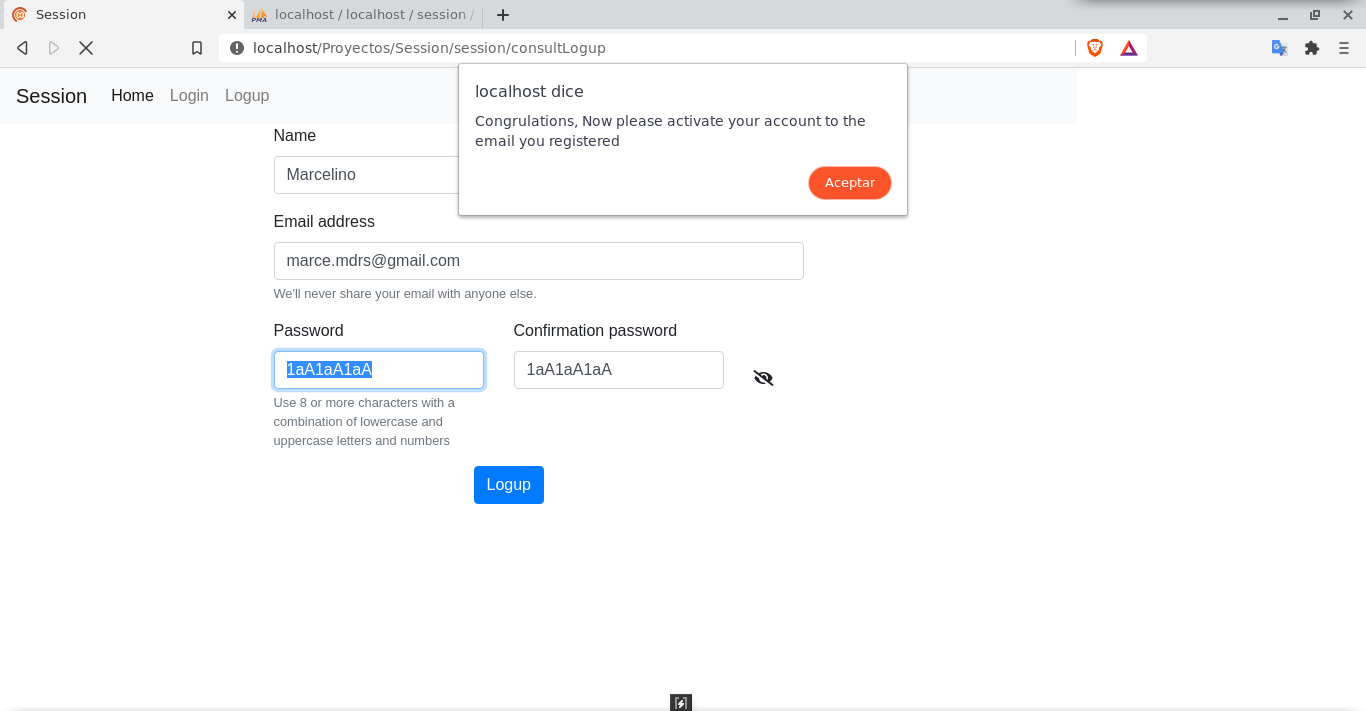 Session
localhost / localhost / session /
PMA
localhost/Proyectos/Session/session/consultLogup
Session Home Login Logup
localhost dice
Congrulations, Now please activate your account to the
email you registered
Aceptar
Name
Marcelino
Email address
marce.mdrs@gmail.com
We'll never share your email with anyone else.
Password
Confirmation password
1aA1aA1aA
1aA1aA1aA
Use 8 or more characters with a
combination of lowercase and
uppercase letters and numbers
Logup